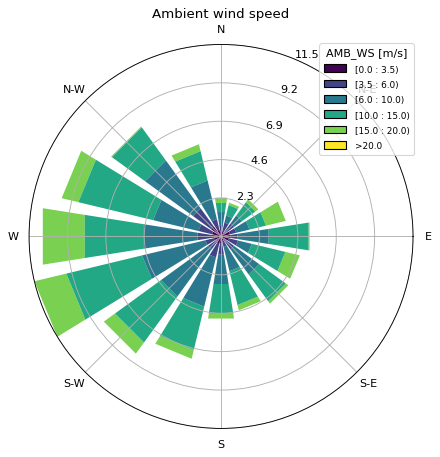 Ambient wind speed
N
11.5
AMB_WS [m/s]
[0.0 : 3.5)
[3.5 : 6.0)
[6.0 : 10.0)
[10.0 : 15.0)
[15.0 : 20.0)
>20.0
N-W
N-E
9.2
6.9
4.6
2.3
W
E
S-W
S-E
S